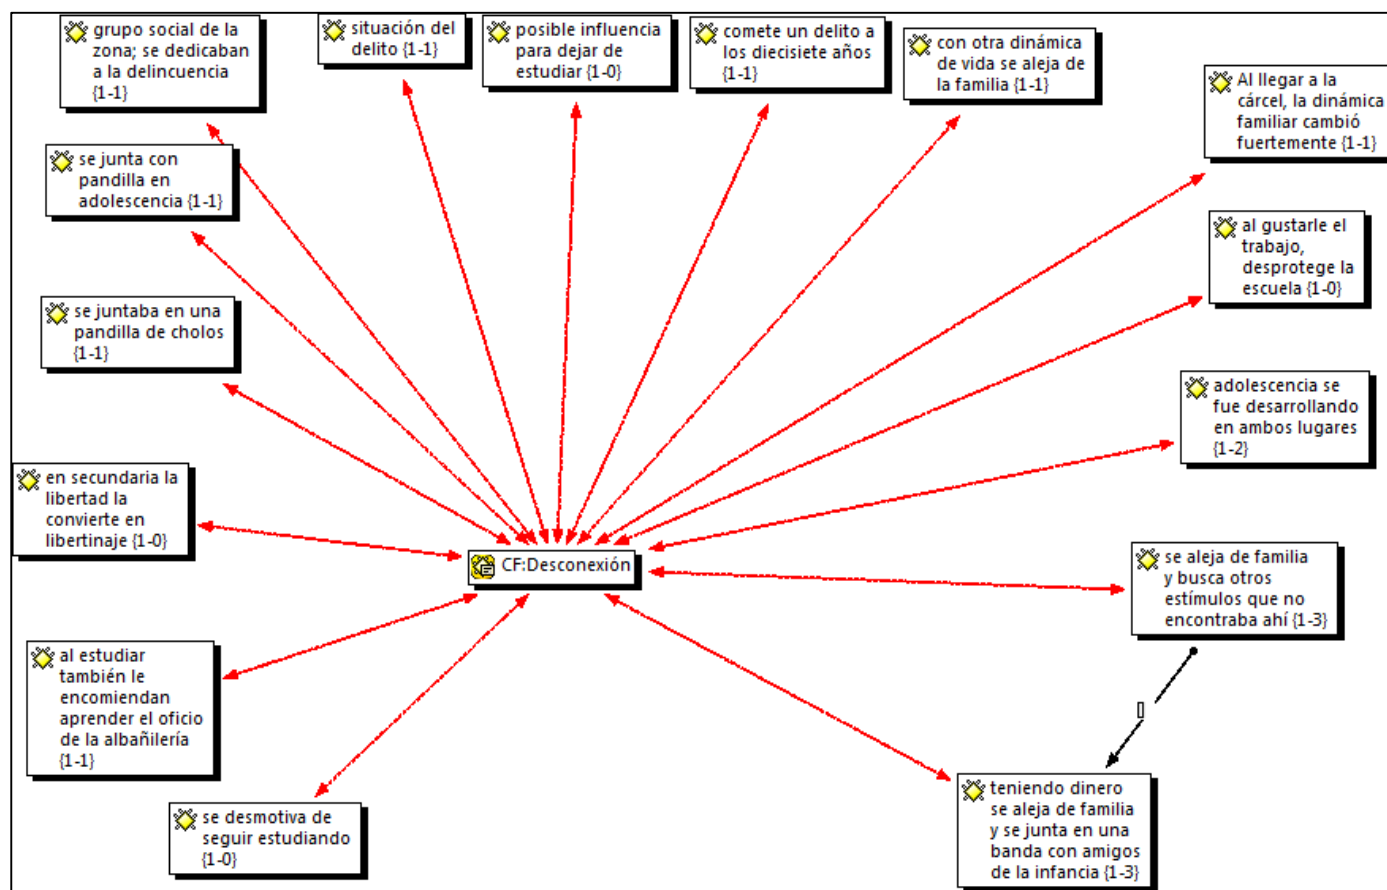 grupo social de la
zona; se dedicaban
a la delincuencia
{1-1}
situación del
delito {1-1}
posible influencia
para dejar de
estudiar {1-0}
comete un delito a
los diecisiete años
{1-1}
con otra dinámica
de vida se aleja de
la familia {1-1}
Al llegar a la
cárcel, la dinámica
familiar cambió
fuertemente {1-1}
se junta con
pandilla en
adolescencia {1-1}
al gustarle el
trabajo,
desprotege la
escuela {1-0}
se juntaba en una
pandilla de cholos
{1-1}
adolescencia se
fue desarrollando
en ambos lugares
{1-2}
en secundaria la
libertad la
convierte en
libertinaje {1-0}
CF:Desconexión
se aleja de familia
y busca otros
estímulos que no
encontraba ahí {1-3}
al estudiar
también le
encomiendan
aprender el oficio
de la albañilería
{1-1}
se desmotiva de
seguir estudiando
{1-0}
teniendo dinero
se aleja de familia
y se junta en una
banda con amigos
de la infancia {1-3}